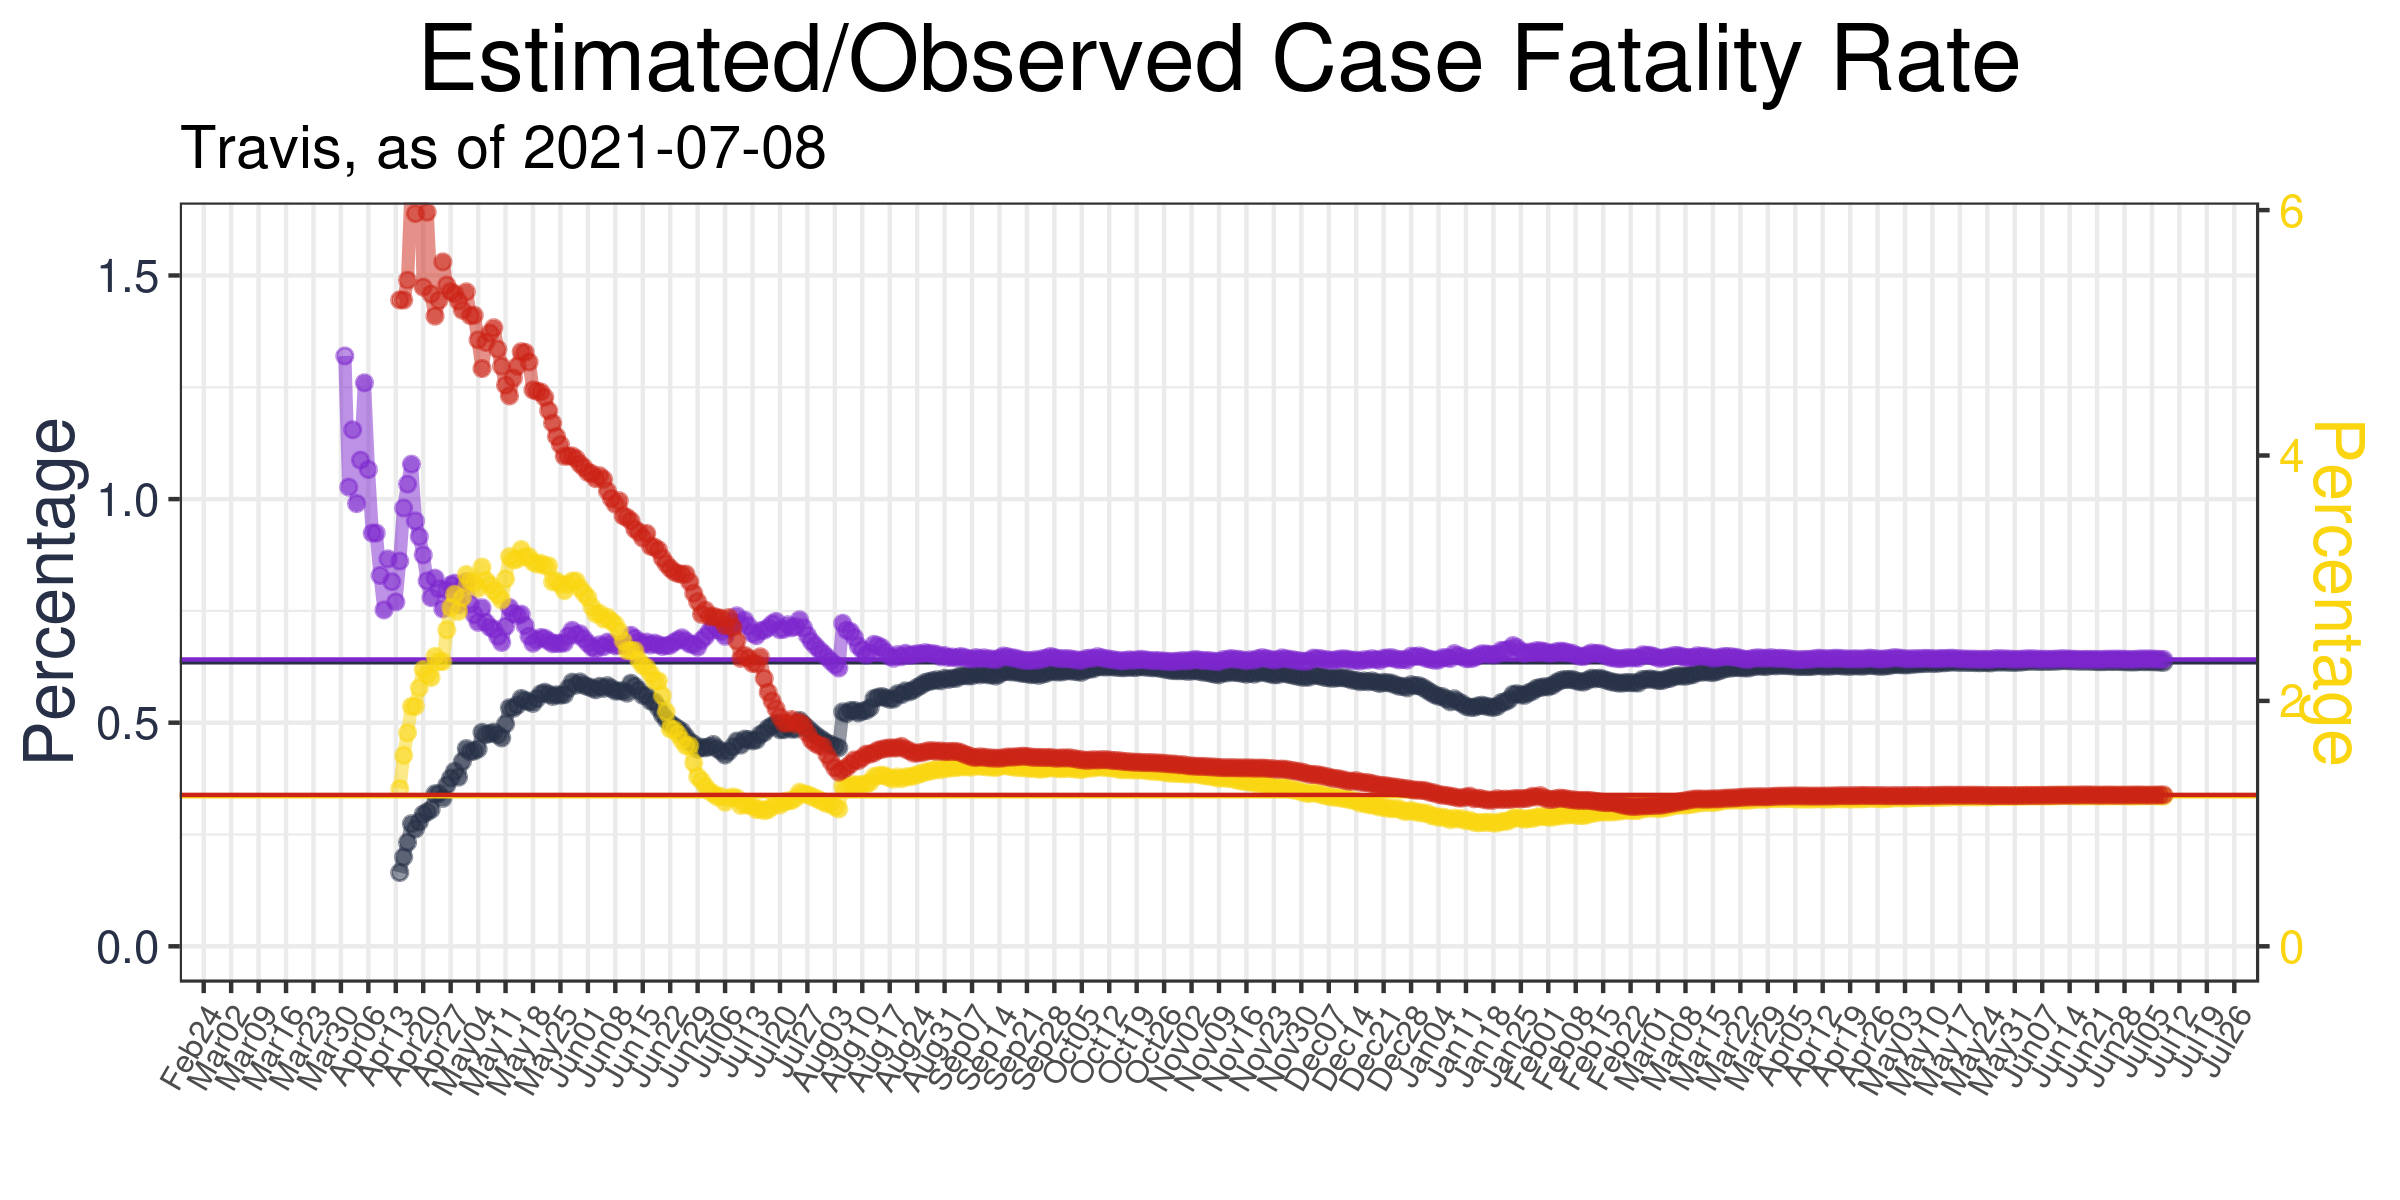 Estimated/Observed Case Fatality Rate
Travis, as of 2021-07-08
Percentage
1.5
1.0
0.5
0.0
6
4
2
0
Percentage
Feb24
Mar02
Mar09
Mar16
Mar23
Mar30
Apr06
Apr13
Apr20
Apr27
May04
May11
May18
May25
Jun01
Jun08
Jun15
Jun22
Jun29
Jul06
Jul13
Jul20
Jul27
Aug03
Aug10
Aug17
Aug24
Aug31
Sep07
Sep14
Sep21
Sep28
Oct05
Oct12
Oct19
Oct26
Nov02
Nov09
Nov16
Nov23
Nov30
Dec07
Dec14
Dec21
Dec28
Jan04
Jan11
Jan18
Jan25
Feb01
Feb08
Feb15
Feb22
Mar01
Mar08
Mar15
Mar22
Mar29
Apr05
Apr12
Apr19
Apr26
May03
May10
May17
May24
May31
Jun07
Jun14
Jun21
Jun28
Jul05
Jul12
Jul19
Jul26